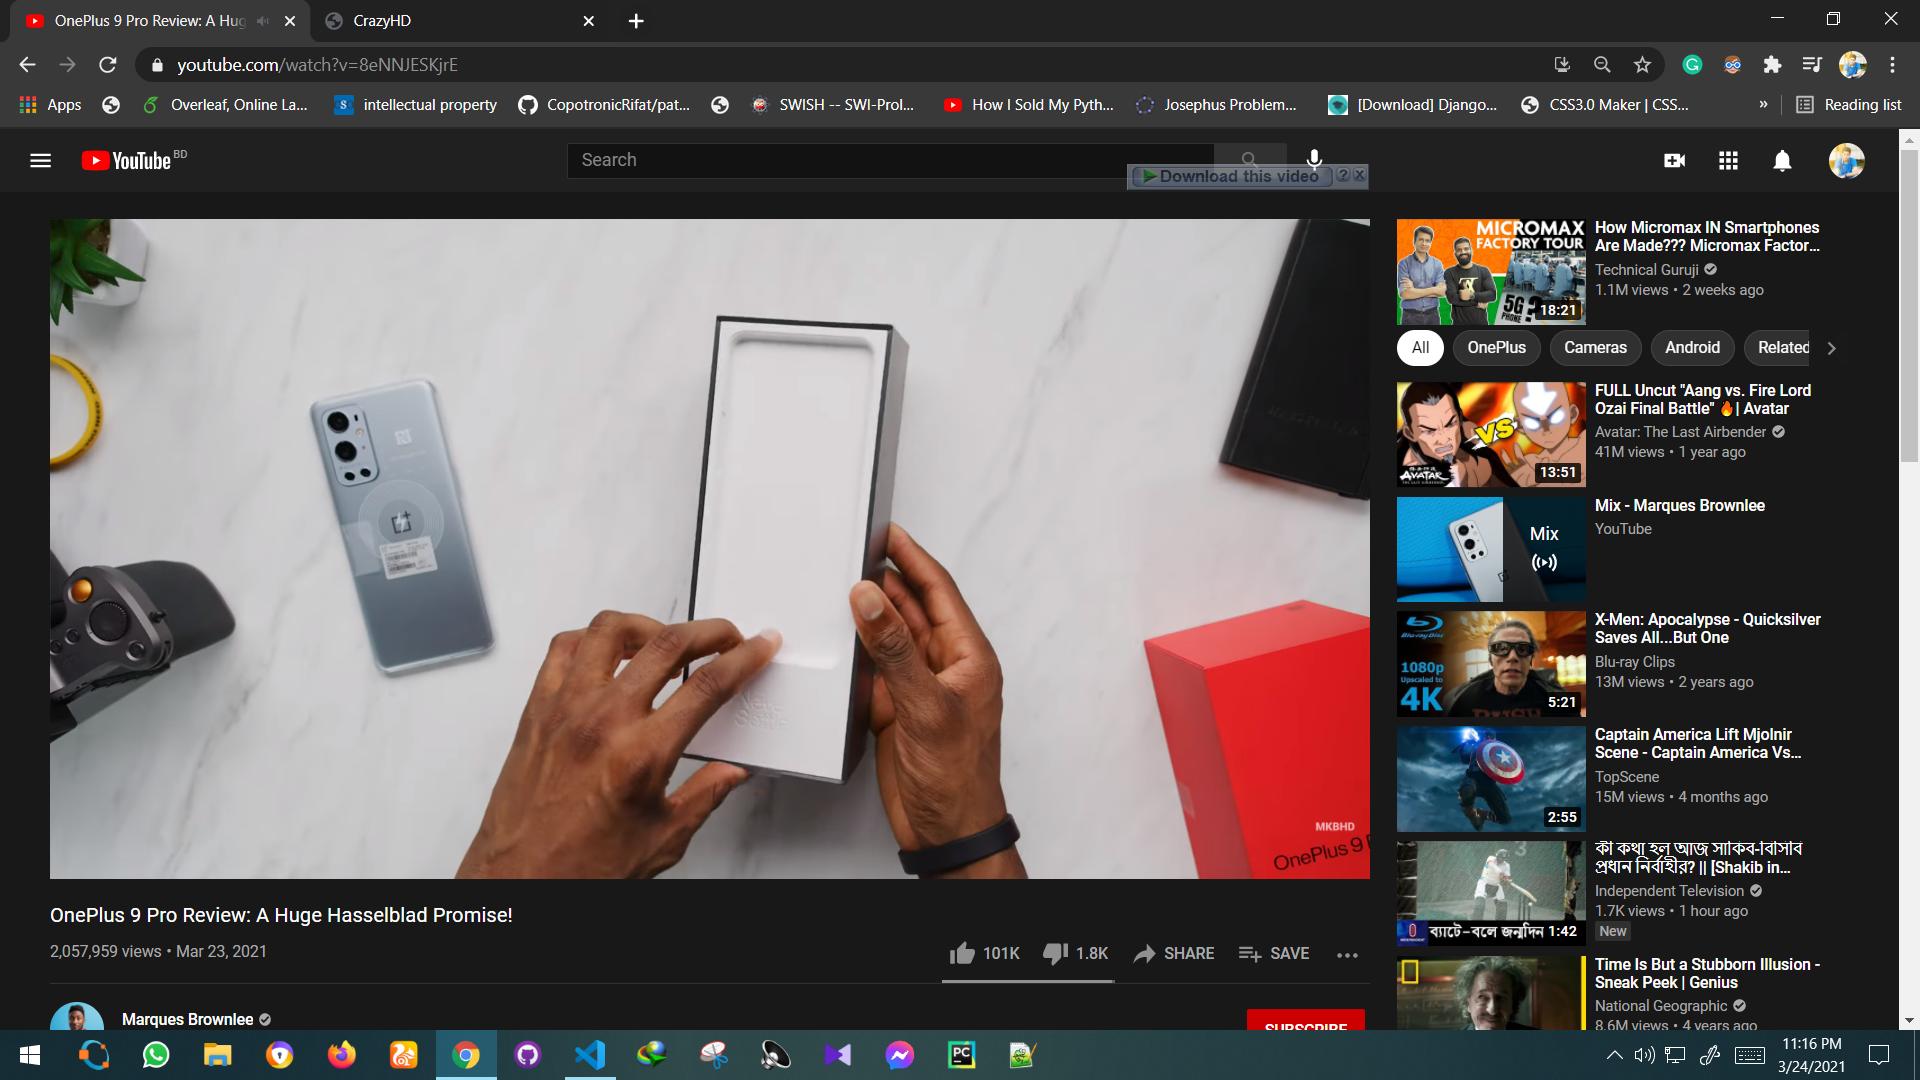 OnePlus 9 Pro Review: A Hug
CrazyHD
youtube.com/watch?v=8eNNJESKjrE
Apps
Overleaf, Online La...
intellectual property
CopotronicRifat/pat...
SWISH -- SWI-Prol...
How I Sold My Pyth...
Josephus Problem...
[Download] Django...
CSS3.0 Maker | CSS...
»
Reading list
YouTube BD
Search
Download this video ? X
MKBHD
OnePlus 9
OnePlus 9 Pro Review: A Huge Hasselblad Promise!
2,057,959 views • Mar 23, 2021
101K
1.8K
SHARE
SAVE
Marques Brownlee
SUBSCRIBE
MICROMAX
FACTORY TOUR
5G
PHONE ?
18:21
How Micromax IN Smartphones
Are Made??? Micromax Factor...
Technical Guruji
1.1M views • 2 weeks ago
All
OnePlus
Cameras
Android
Related
VS
AVATAR
13:51
FULL Uncut "Aang vs. Fire Lord
Ozai Final Battle" 🔥| Avatar
Avatar: The Last Airbender
41M views • 1 year ago
Mix
Mix - Marques Brownlee
YouTube
Blu-ray Disc
1080p
Upscaled to
4K
5:21
X-Men: Apocalypse - Quicksilver
Saves All...But One
Blu-ray Clips
13M views • 2 years ago
2:55
Captain America Lift Mjolnir
Scene - Captain America Vs...
TopScene
15M views • 4 months ago
ব্যাটে-বলে জন্মদিন 1:42
কী কথা হল আজ সাকিব-বিসিবি
প্রধান নির্বাহীর? || [Shakib in...
Independent Television
1.7K views • 1 hour ago
New
Time Is But a Stubborn Illusion -
Sneak Peek | Genius
National Geographic
8.6M views • 4 years ago
PC
11:16 PM
3/24/2021